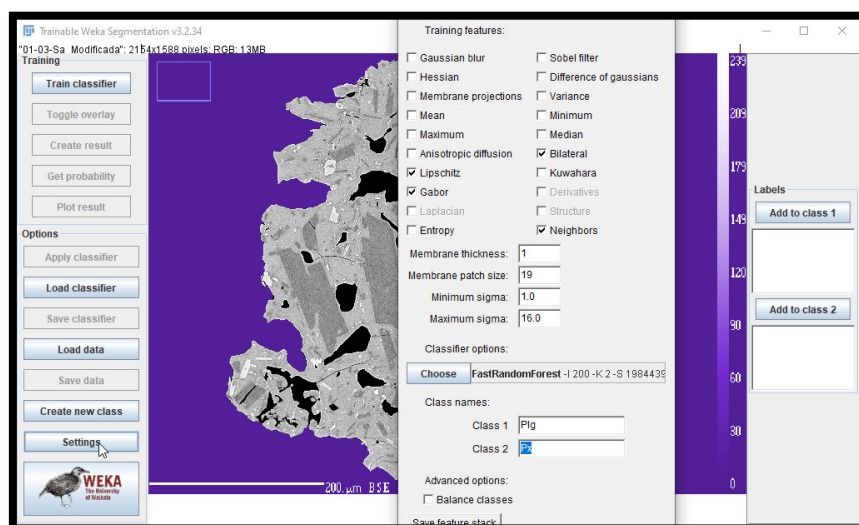 Trainable Weka Segmentation v3.2.34
"01-03-Sa Modificada": 2154x1588 pixels; RGB; 13MB
Training
Train classifier
Toggle overlay
Create result
Get probability
Plot result
Options
Apply classifier
Load classifier
Save classifier
Load data
Save data
Create new class
Settings
WEKA
The University
of Waikato
200 µm BSE
Training features:
Gaussian blur
Sobel filter
Hessian
Difference of gaussians
Membrane projections
Variance
Mean
Minimum
Maximum
Median
Anisotropic diffusion
Bilateral
Lipschitz
Kuwahara
Gabor
Derivatives
Laplacian
Structure
Entropy
Neighbors
Membrane thickness: 1
Membrane patch size: 19
Minimum sigma: 1.0
Maximum sigma: 16.0
Classifier options:
Choose FastRandomForest -I 200 -K 2 -S 1984439
Class names:
Class 1 Plg
Class 2 Px
Advanced options:
Balance classes
Save feature stack
239
209
179
149
120
90
60
30
0
Labels
Add to class 1
Add to class 2